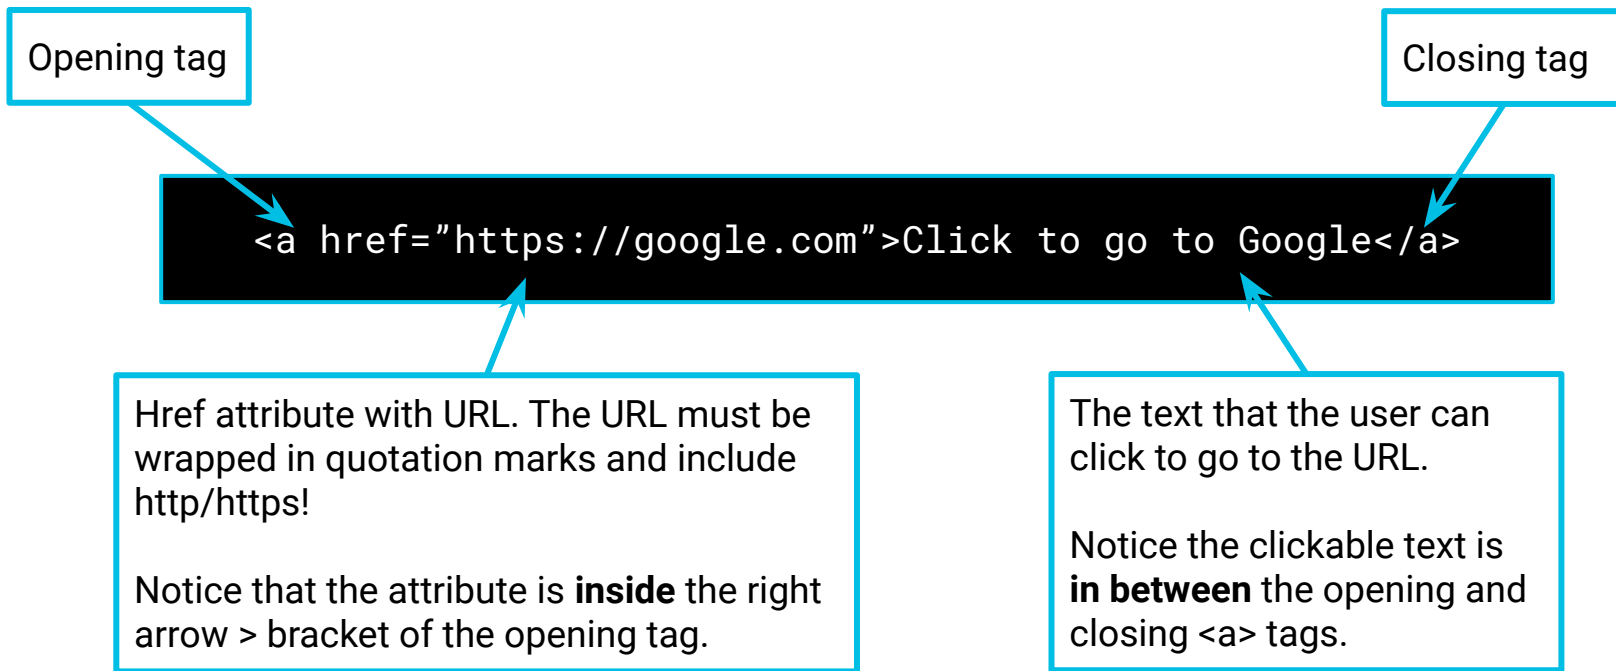 Opening tag
Closing tag
<a href=”https://google.com”>Click to go to Google</a>
Href attribute with URL. The URL must be
wrapped in quotation marks and include
http/https!
Notice that the attribute is inside the right
arrow > bracket of the opening tag.
The text that the user can
click to go to the URL.
Notice the clickable text is
in between the opening and
closing <a> tags.